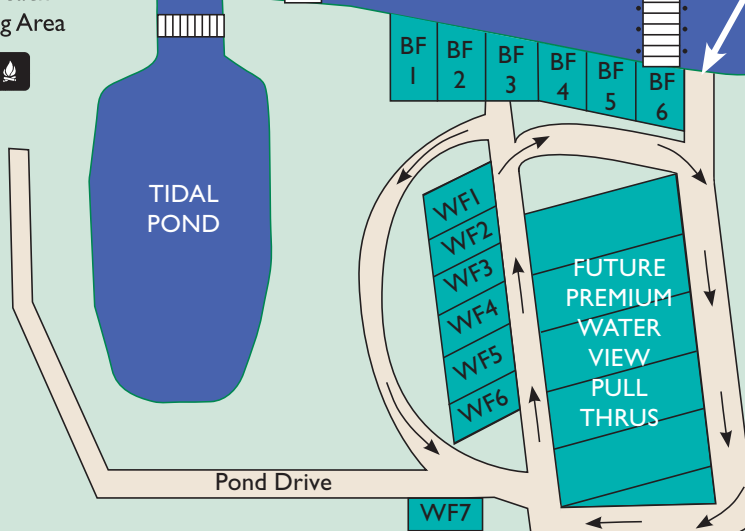 g Area
BF
1
BF
2
BF
3
BF
4
BF
5
BF
6
TIDAL
POND
WF1
WF2
WF3
WF4
WF5
WF6
FUTURE
PREMIUM
WATER
VIEW
PULL
THRUS
Pond Drive
WF7